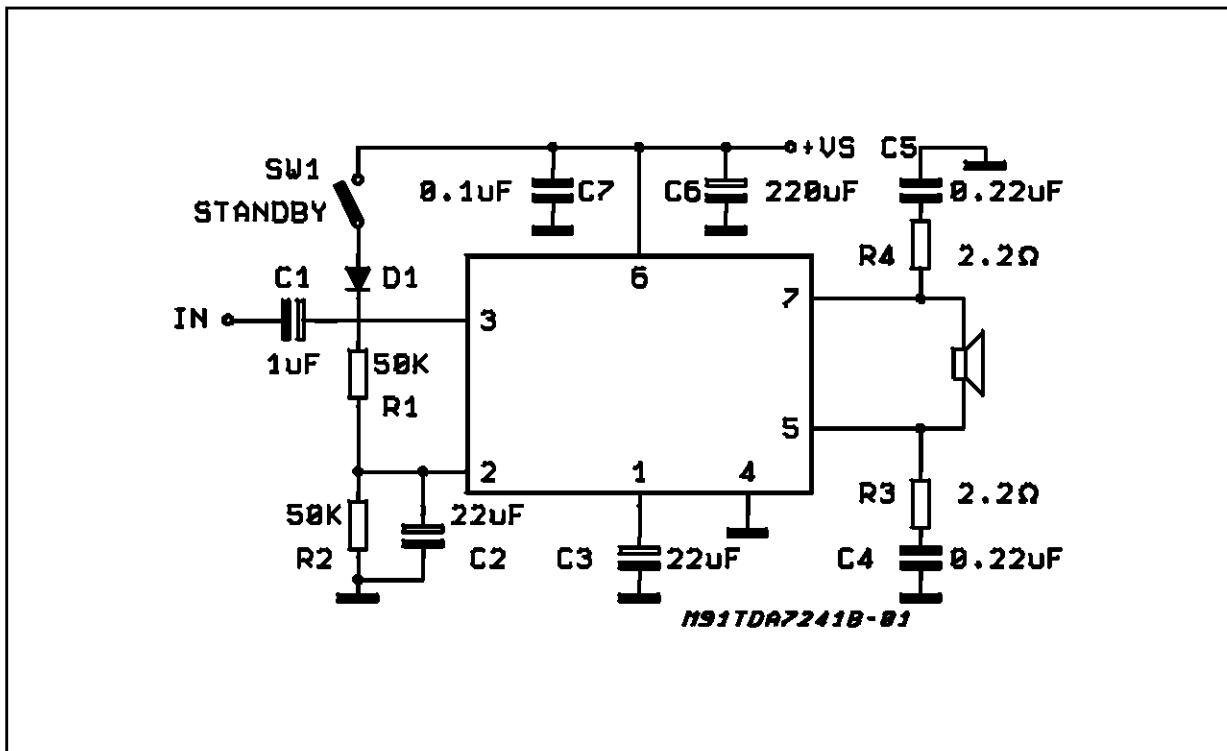 +VS C5
SW1
0.1uF C7 C6 220uF 0.22uF
STANDBY
R4 2.2Ω
C1 D1 6
7
IN 3
1uF 50K
R1
5
2 1 4
R3 2.2Ω
50K 22uF
R2 C2 C3 22uF C4 0.22uF
M91TDA7241B-01